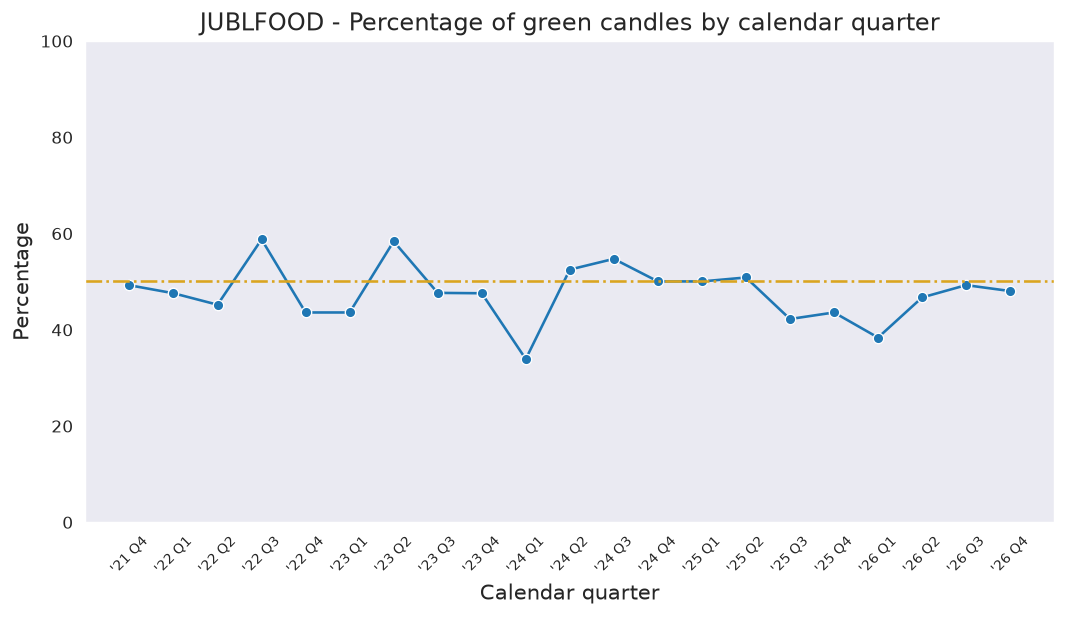 JUBLFOOD - Percentage of green candles by calendar quarter
Percentage
100
80
60
40
20
0
'21 Q4
'22 Q1
'22 Q2
'22 Q3
'22 Q4
'23 Q1
'23 Q2
'23 Q3
'23 Q4
'24 Q1
'24 Q2
'24 Q3
'24 Q4
'25 Q1
'25 Q2
'25 Q3
'25 Q4
'26 Q1
'26 Q2
'26 Q3
'26 Q4
Calendar quarter